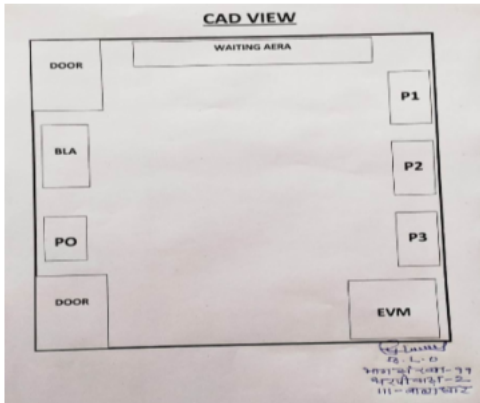 CAD VIEW
WAITING AERA
DOOR
P1
BLA
P2
PO
P3
DOOR
EVM
B.L.O